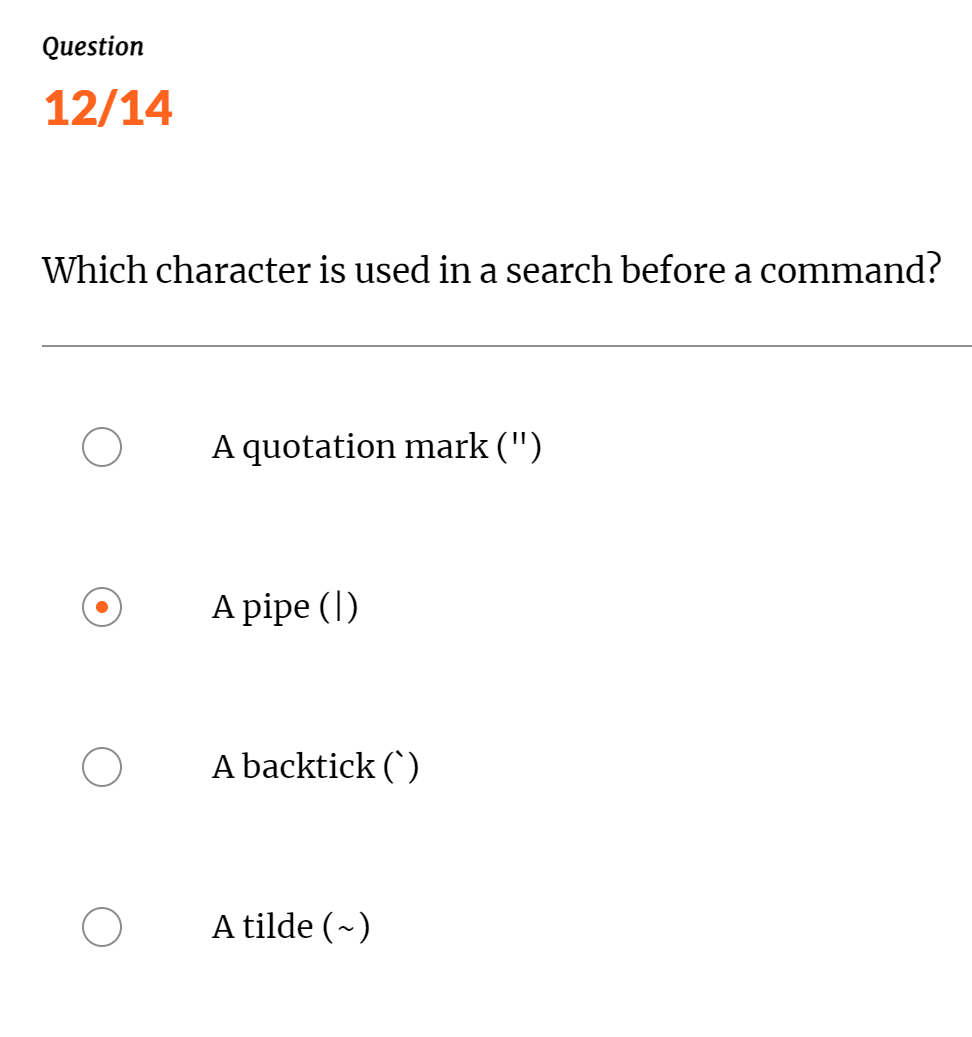 Question
12/14
Which character is used in a search before a command?
A quotation mark (")
A pipe (|)
A backtick (`)
A tilde (~)